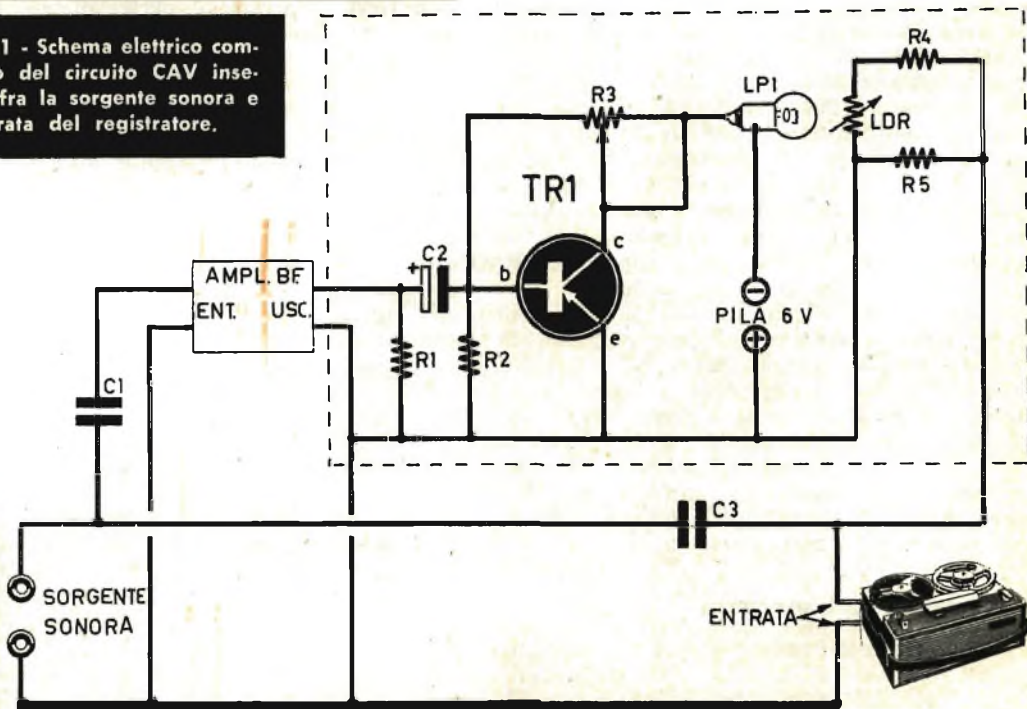 1 - Schema elettrico com-
del circuito CAV inse-
fra la sorgente sonora e
del registratore.
R4
LP1
R3
LDR
R5
TR1
c
C2
+
b
AMPL. BF
ENT. USC.
PILA 6 V
e
R1
R2
C1
C3
SORGENTE
SONORA
ENTRATA